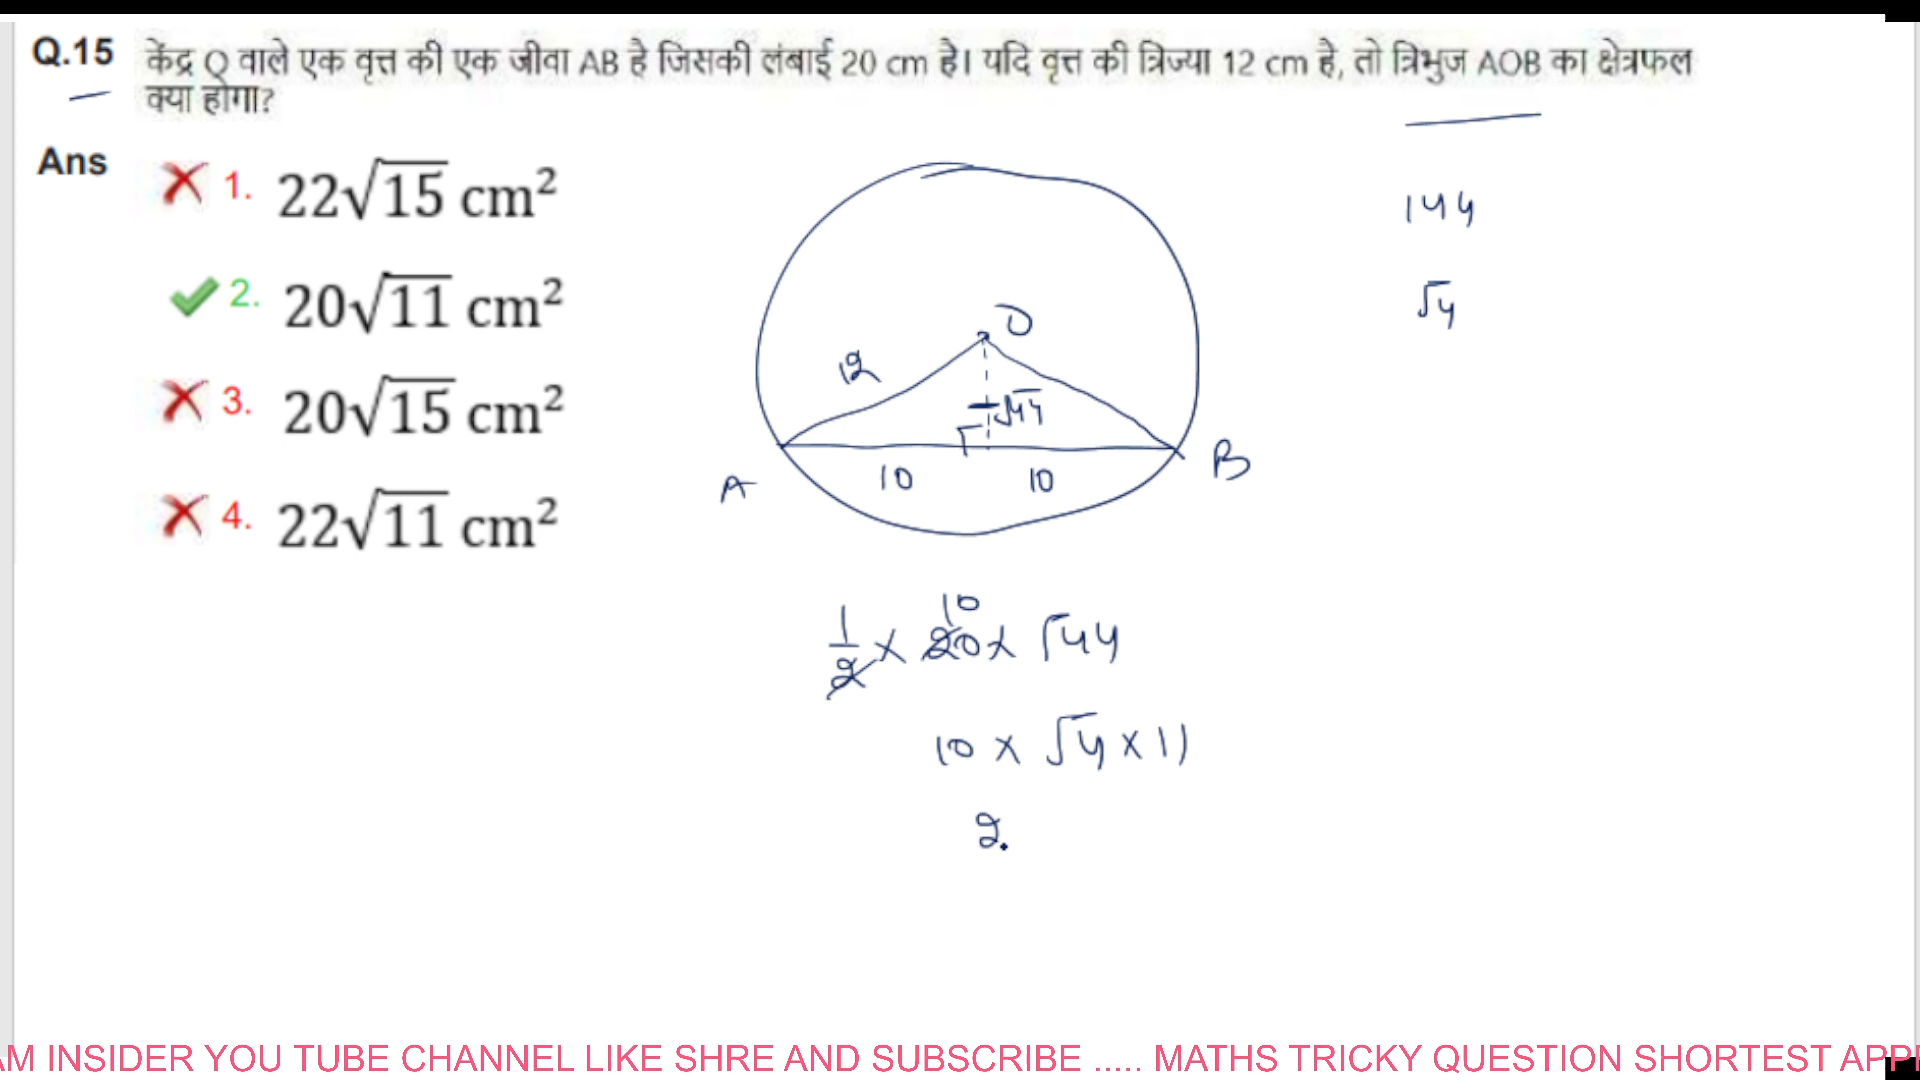 Q.15 केंद्र Q वाले एक वृत्त की एक जीवा AB है जिसकी लंबाई 20 cm है। यदि वृत्त की त्रिज्या 12 cm है, तो त्रिभुज AOB का क्षेत्रफल
क्या होगा?
Ans
1. 22√15 cm²
2. 20√11 cm²
3. 20√15 cm²
4. 22√11 cm²
144
√4
O
12
√44
A
10
10
B
1/2 × 20 × √44
10
10 × √4×11
2.
AM INSIDER YOU TUBE CHANNEL LIKE SHRE AND SUBSCRIBE ..... MATHS TRICKY QUESTION SHORTEST APP